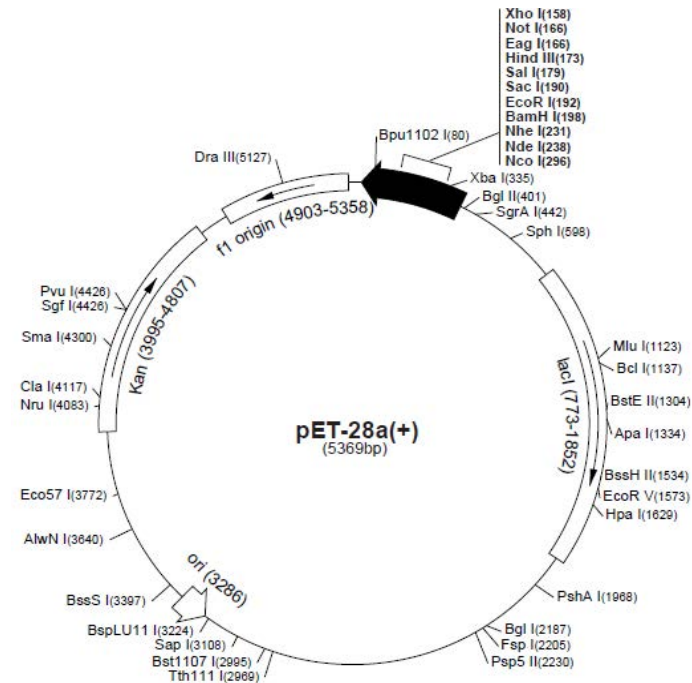 Xho I(158)
Not I(166)
Eag I(166)
Hind III(173)
Sal I(179)
Sac I(190)
EcoR I(192)
BamH I(198)
Nhe I(231)
Nde I(238)
Nco I(296)
Bpu1102 I(80)
Dra III(5127)
Xba I(335)
Bgl II(401)
SgrA I(442)
Sph I(598)
f1 origin (4903-5358)
Pvu I(4426)
Sgf I(4426)
Sma I(4300)
Kan (3995-4807)
Cla I(4117)
Nru I(4083)
Mlu I(1123)
Bcl I(1137)
BstE II(1304)
Apa I(1334)
lacI (773-1852)
pET-28a(+)
(5369bp)
BssH II(1534)
EcoR V(1573)
Hpa I(1629)
Eco57 I(3772)
AlwN I(3640)
ori (3286)
BssS I(3397)
PshA I(1968)
BspLU11 I(3224)
Sap I(3108)
Bst1107 I(2995)
Tth111 I(2969)
Bgl I(2187)
Fsp I(2205)
Psp5 II(2230)